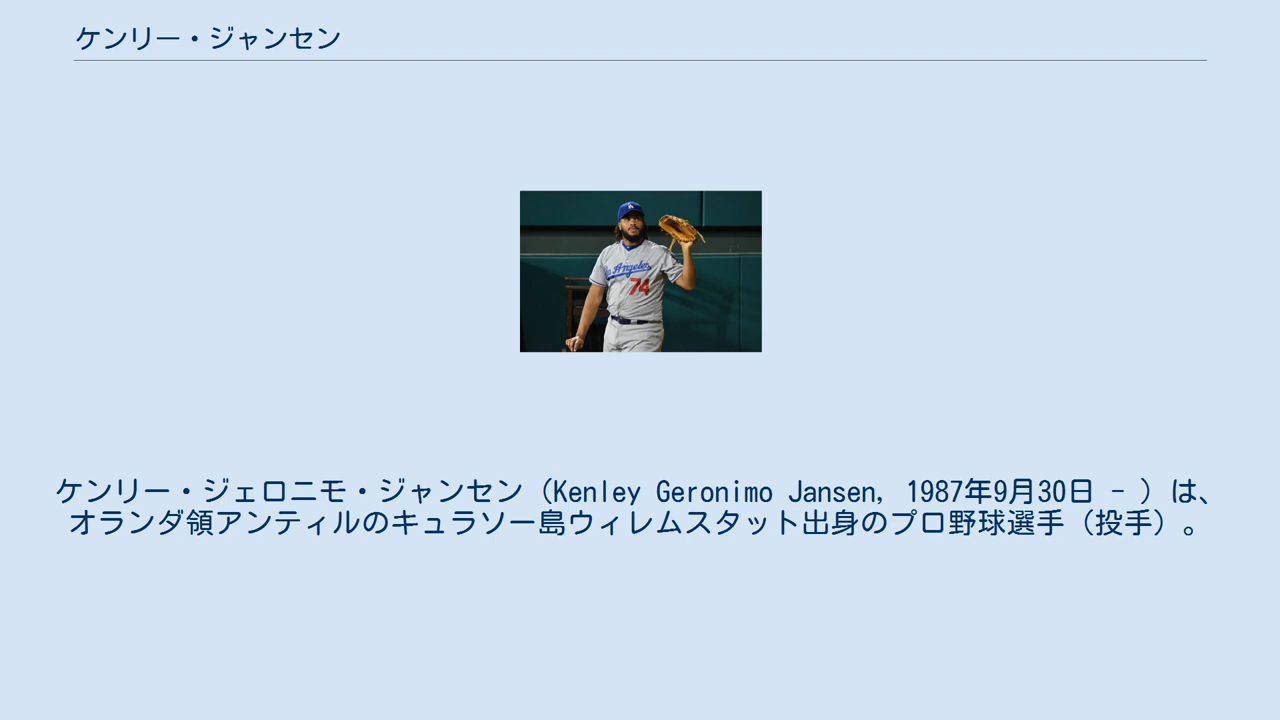 ケンリー・ジャンセン
Los Angeles
74
ケンリー・ジェロニモ・ジャンセン（Kenley Geronimo Jansen, 1987年9月30日 - ）は、
オランダ領アンティルのキュラソー島ウィレムスタット出身のプロ野球選手（投手）。